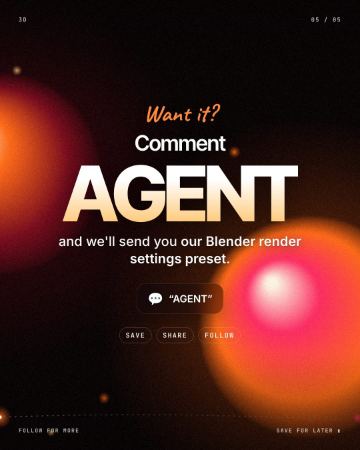 3D
05 / 05
Want it?
Comment
AGENT
and we'll send you our Blender render
settings preset.
“AGENT”
SAVE
SHARE
FOLLOW
FOLLOW FOR MORE
SAVE FOR LATER